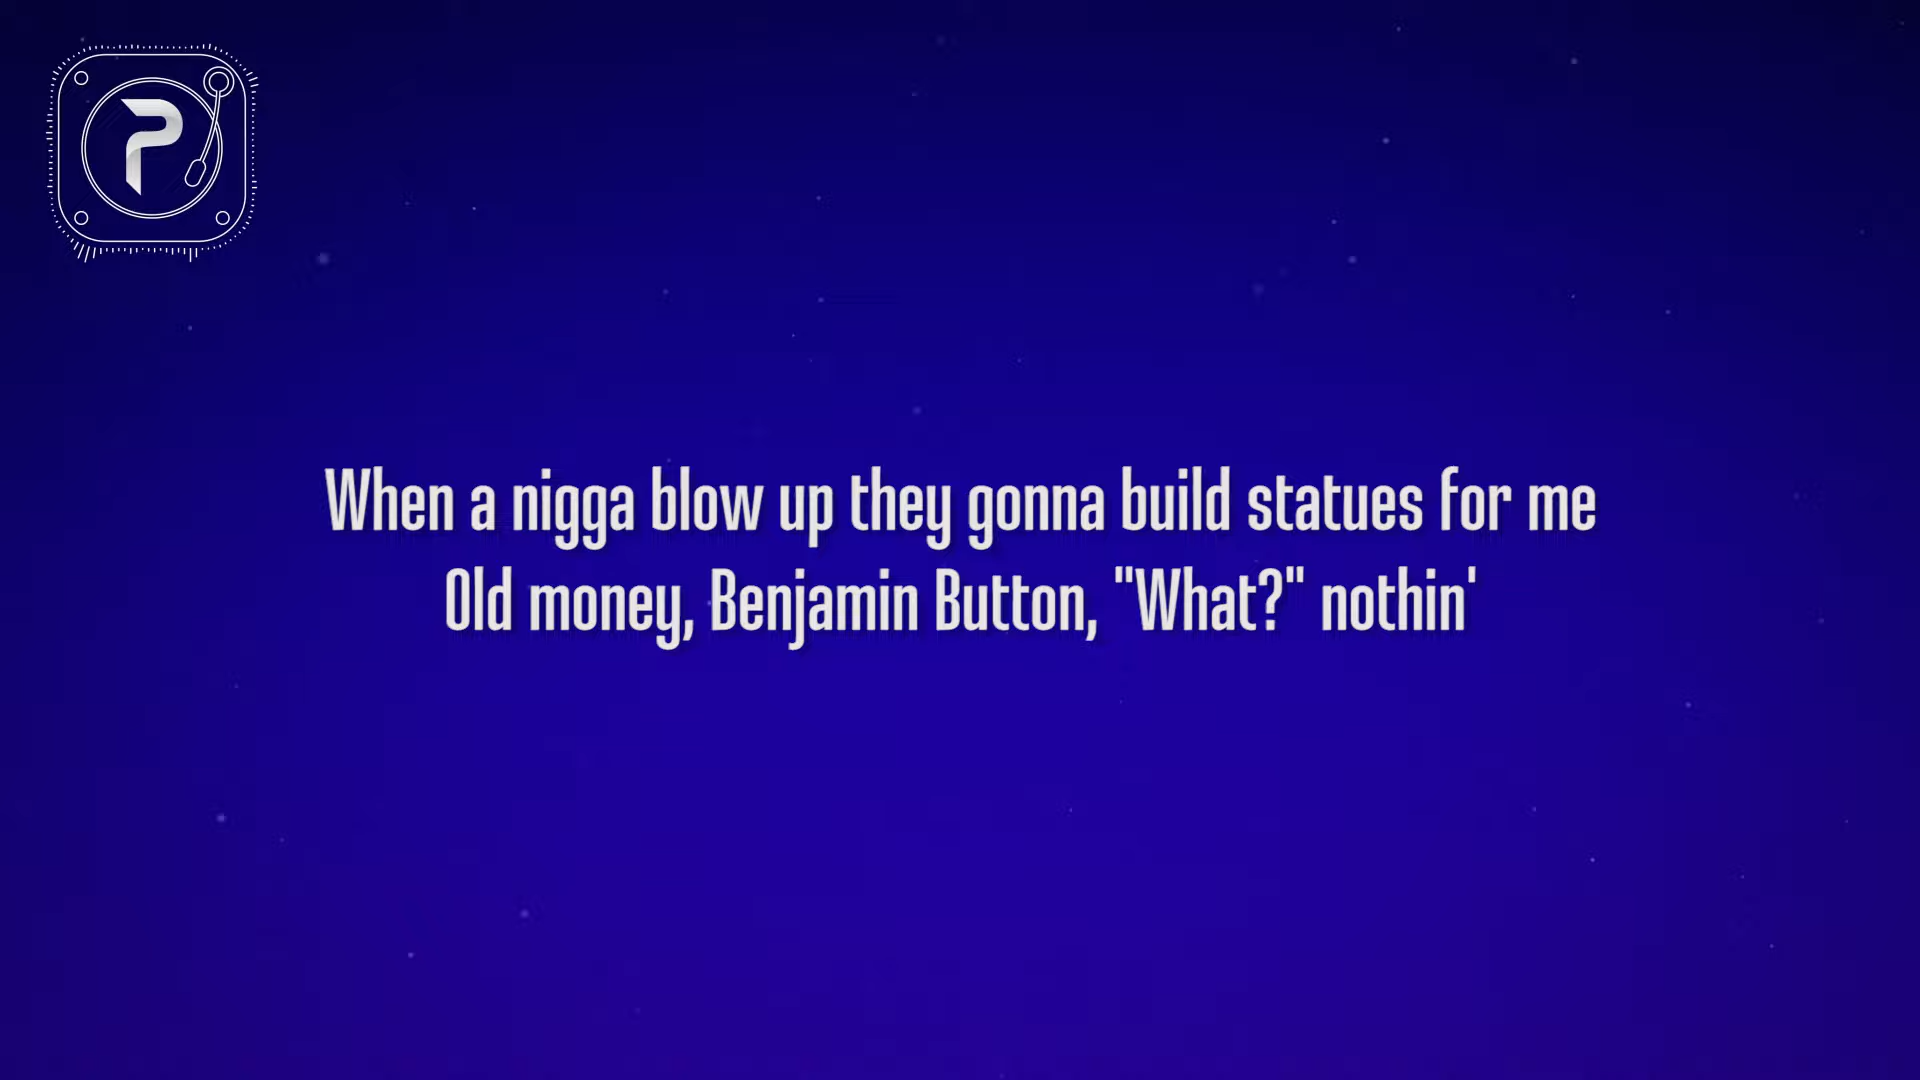 P
When a nigga blow up they gonna build statues for me
Old money, Benjamin Button, "What?" nothin'